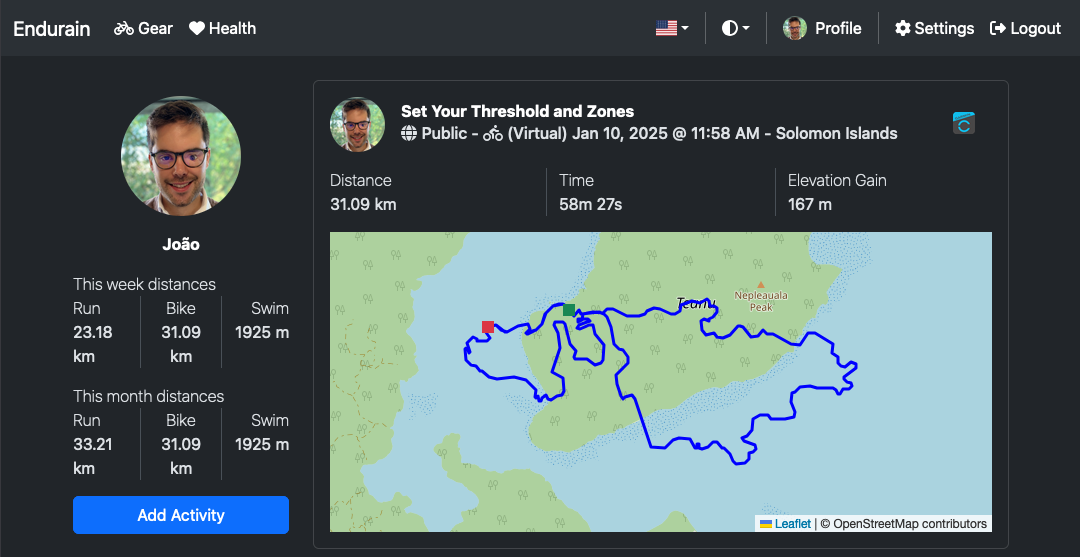 Endurain
Gear
Health
Profile
Settings
Logout
João
This week distances
Run
Bike
Swim
23.18 km
31.09 km
1925 m
This month distances
Run
Bike
Swim
33.21 km
31.09 km
1925 m
Add Activity
Set Your Threshold and Zones
Public - (Virtual) Jan 10, 2025 @ 11:58 AM - Solomon Islands
Distance
31.09 km
Time
58m 27s
Elevation Gain
167 m
Teanu
Nepleauala
Peak
Leaflet | © OpenStreetMap contributors